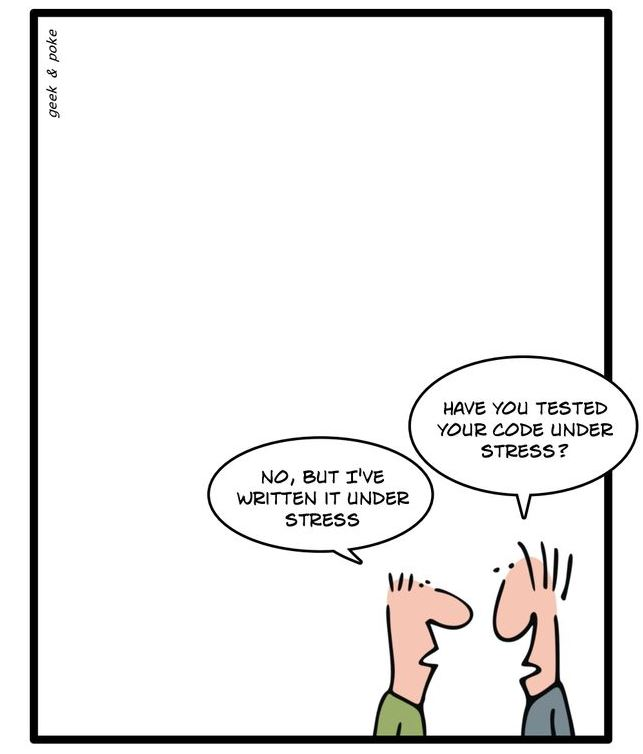 geek & poke
HAVE YOU TESTED
YOUR CODE UNDER
STRESS?
NO, BUT I'VE
WRITTEN IT UNDER
STRESS